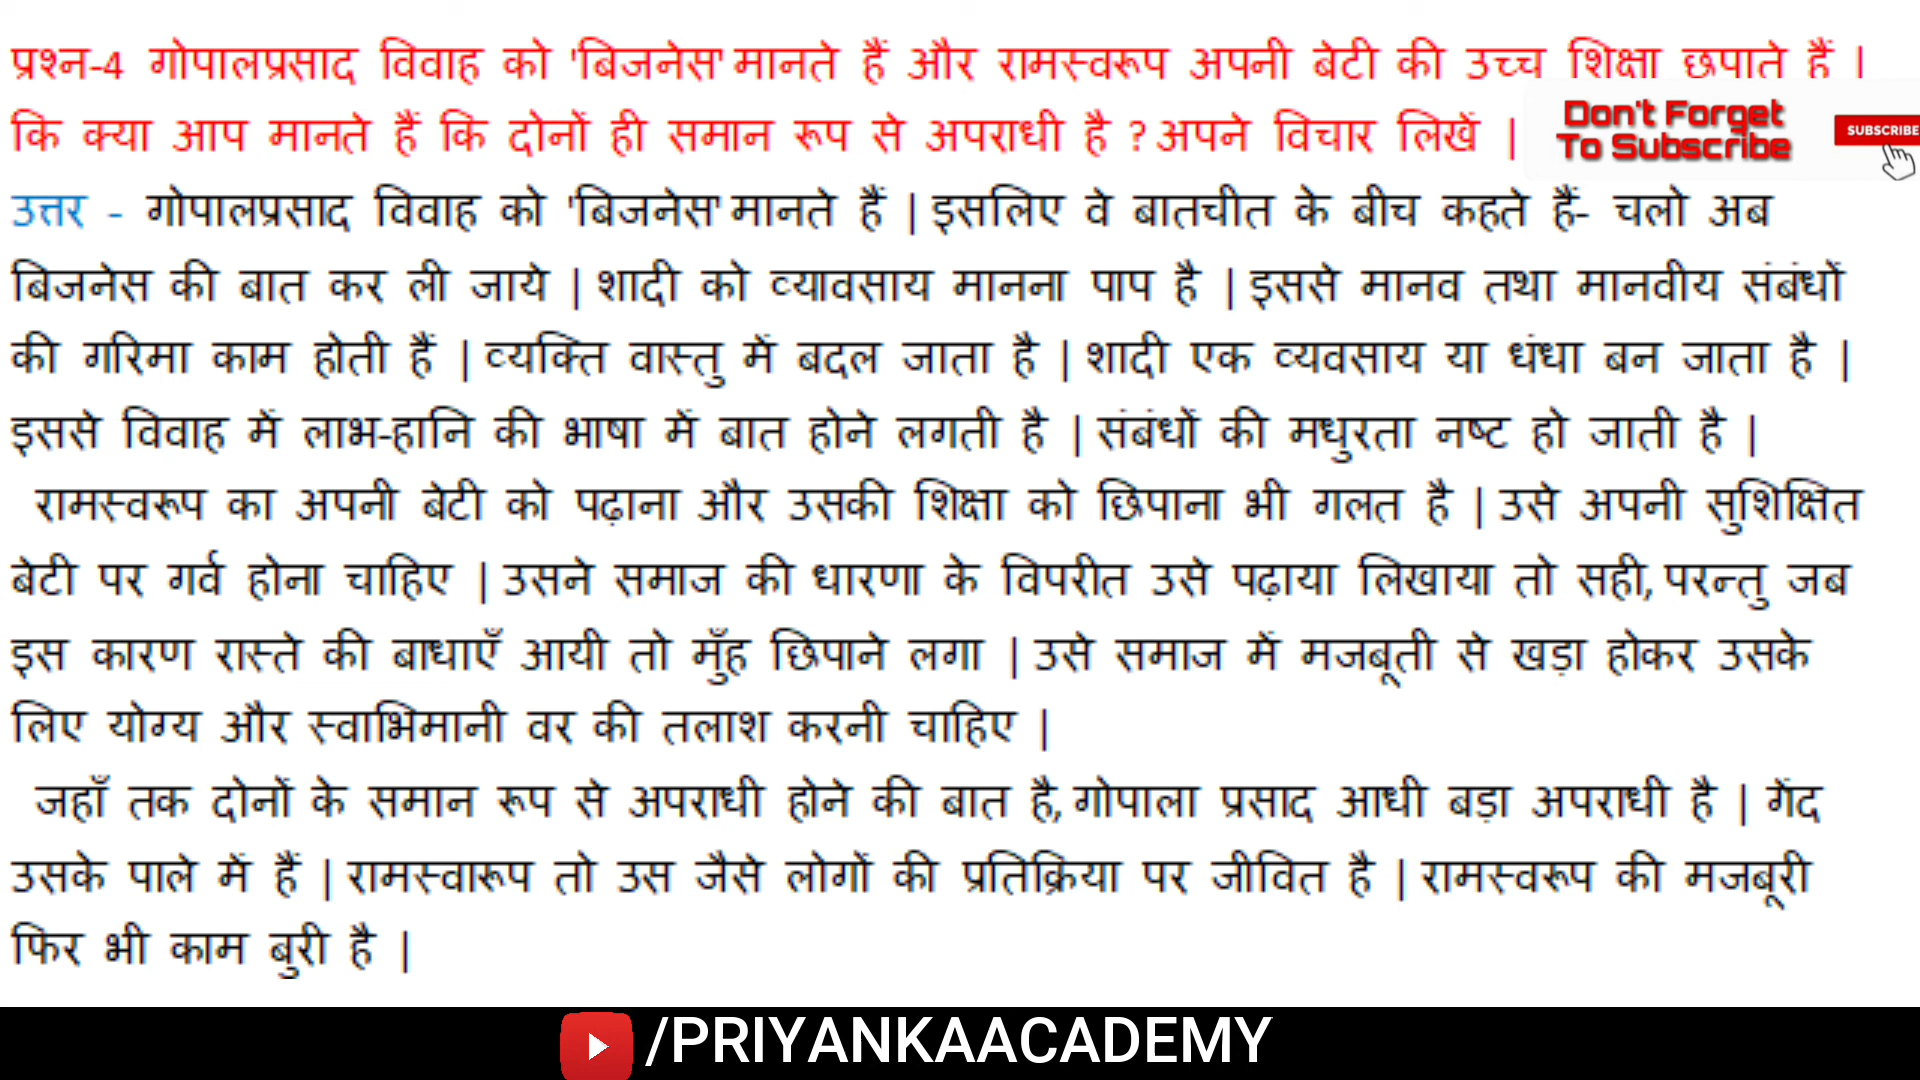 प्रश्न-4 गोपालप्रसाद विवाह को 'बिजनेस' मानते हैं और रामस्वरूप अपनी बेटी की उच्च शिक्षा छपाते हैं |
कि क्या आप मानते हैं कि दोनों ही समान रूप से अपराधी है ? अपने विचार लिखें |
Don't Forget
To Subscribe
SUBSCRIBE
उत्तर - गोपालप्रसाद विवाह को 'बिजनेस' मानते हैं | इसलिए वे बातचीत के बीच कहते हैं- चलो अब
बिजनेस की बात कर ली जाये | शादी को व्यावसाय मानना पाप है | इससे मानव तथा मानवीय संबंधों
की गरिमा काम होती हैं | व्यक्ति वास्तु में बदल जाता है | शादी एक व्यवसाय या धंधा बन जाता है |
इससे विवाह में लाभ-हानि की भाषा में बात होने लगती है | संबंधों की मधुरता नष्ट हो जाती है |
रामस्वरूप का अपनी बेटी को पढ़ाना और उसकी शिक्षा को छिपाना भी गलत है | उसे अपनी सुशिक्षित
बेटी पर गर्व होना चाहिए | उसने समाज की धारणा के विपरीत उसे पढ़ाया लिखाया तो सही, परन्तु जब
इस कारण रास्ते की बाधाएँ आयी तो मुँह छिपाने लगा | उसे समाज में मजबूती से खड़ा होकर उसके
लिए योग्य और स्वाभिमानी वर की तलाश करनी चाहिए |
जहाँ तक दोनों के समान रूप से अपराधी होने की बात है, गोपाला प्रसाद आधी बड़ा अपराधी है | गेंद
उसके पाले में हैं | रामस्वारूप तो उस जैसे लोगों की प्रतिक्रिया पर जीवित है | रामस्वरूप की मजबूरी
फिर भी काम बुरी है |
/PRIYANKAACADEMY